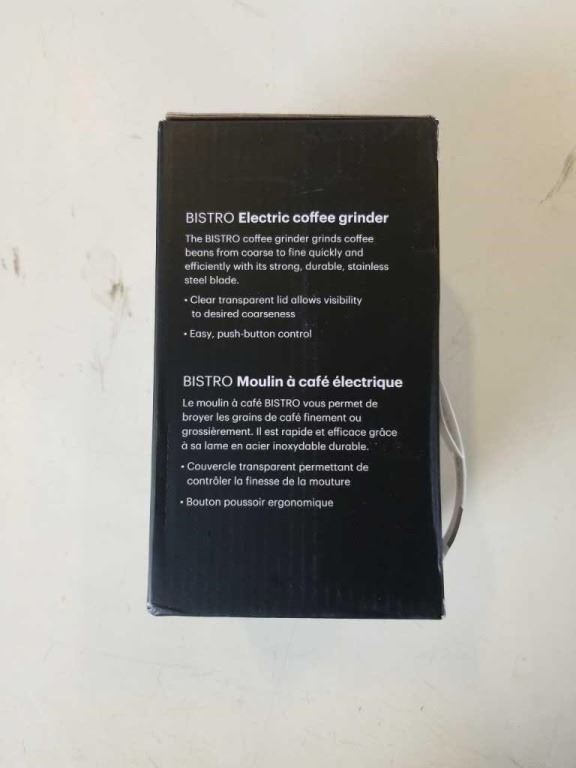 BISTRO Electric coffee grinder
The BISTRO coffee grinder grinds coffee
beans from coarse to fine quickly and
efficiently with its strong, durable, stainless
steel blade.
• Clear transparent lid allows visibility
to desired coarseness
• Easy, push-button control
BISTRO Moulin à café électrique
Le moulin à café BISTRO vous permet de
broyer les grains de café finement ou
grossièrement. Il est rapide et efficace grâce
à sa lame en acier inoxydable durable.
• Couvercle transparent permettant de
contrôler la finesse de la mouture
• Bouton poussoir ergonomique